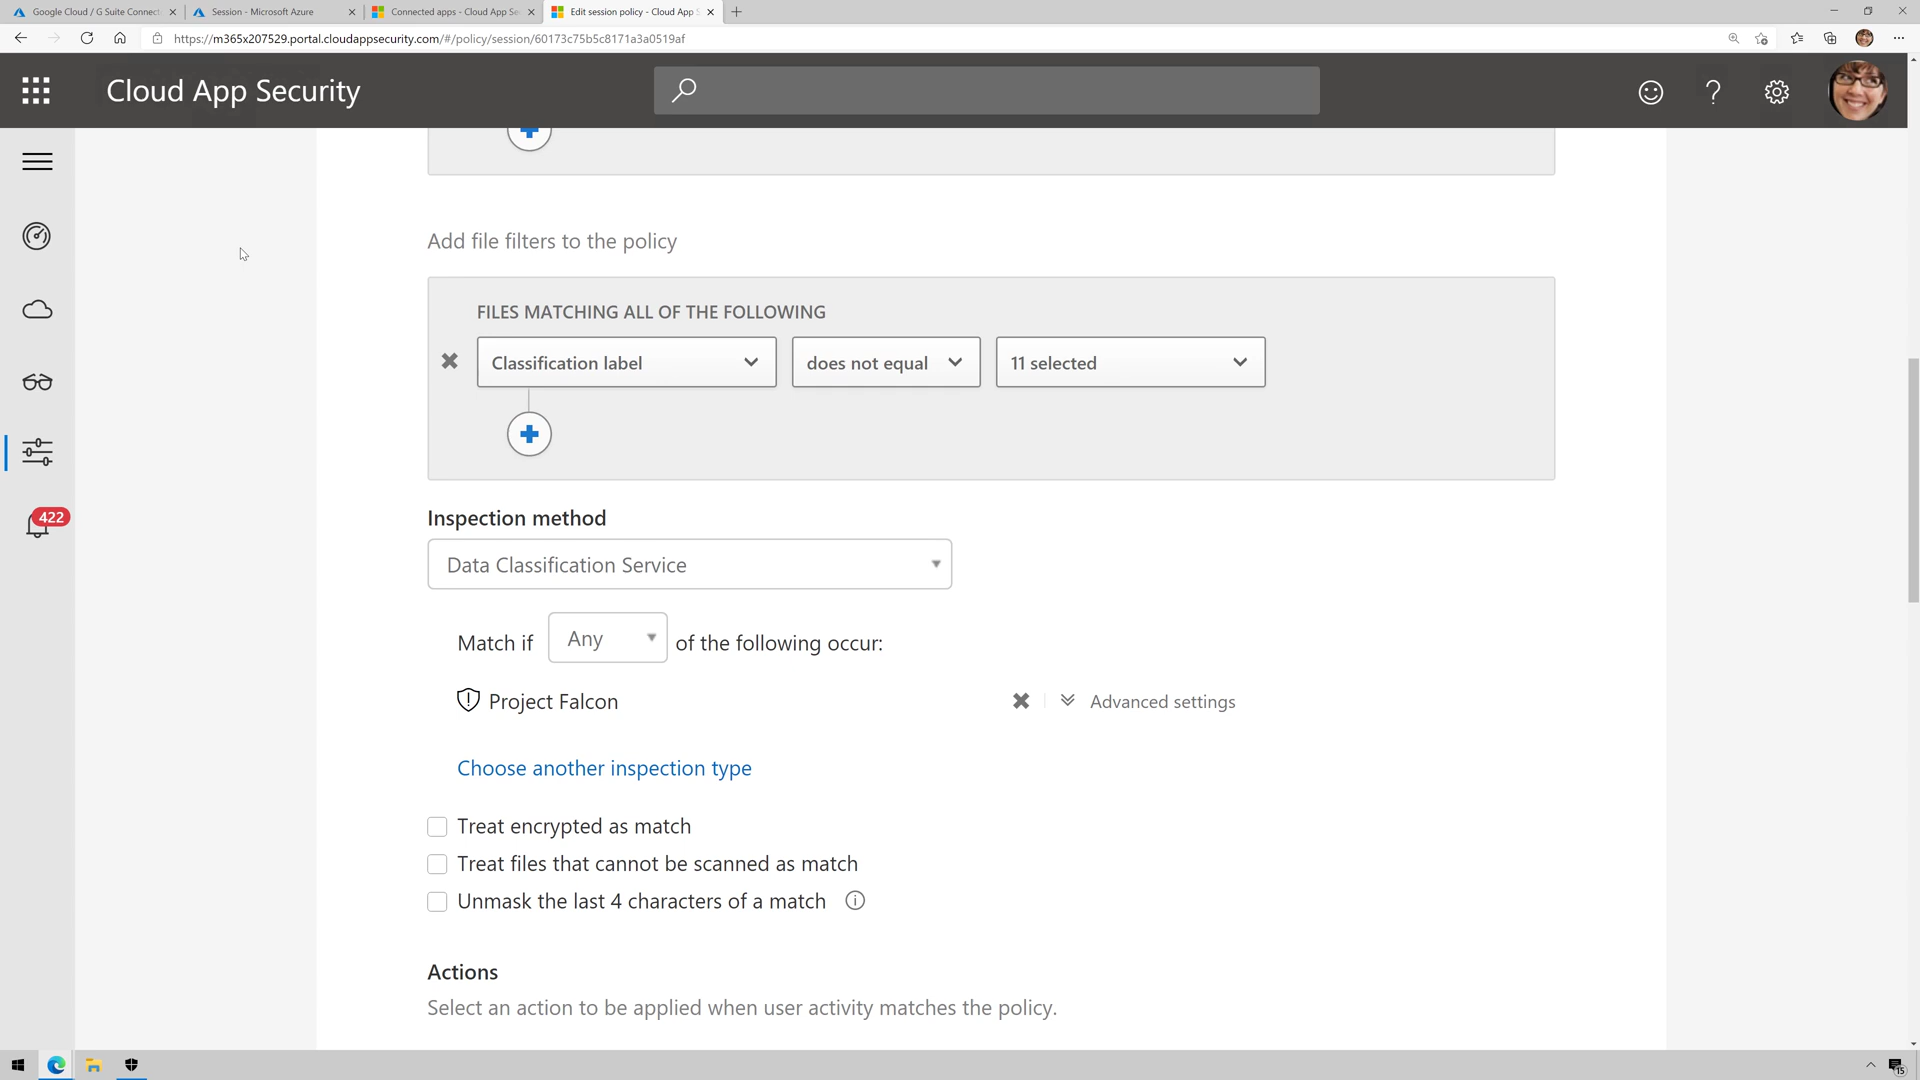 Google Cloud / G Suite Connect
Session - Microsoft Azure
Connected apps - Cloud App Se
Edit session policy - Cloud App S
https://m365x207529.portal.cloudappsecurity.com/#/policy/session/60173c75b5c8171a3a0519af
Cloud App Security
Add file filters to the policy
FILES MATCHING ALL OF THE FOLLOWING
Classification label
does not equal
11 selected
422
Inspection method
Data Classification Service
Match if Any of the following occur:
Project Falcon
Advanced settings
Choose another inspection type
Treat encrypted as match
Treat files that cannot be scanned as match
Unmask the last 4 characters of a match
Actions
Select an action to be applied when user activity matches the policy.
15